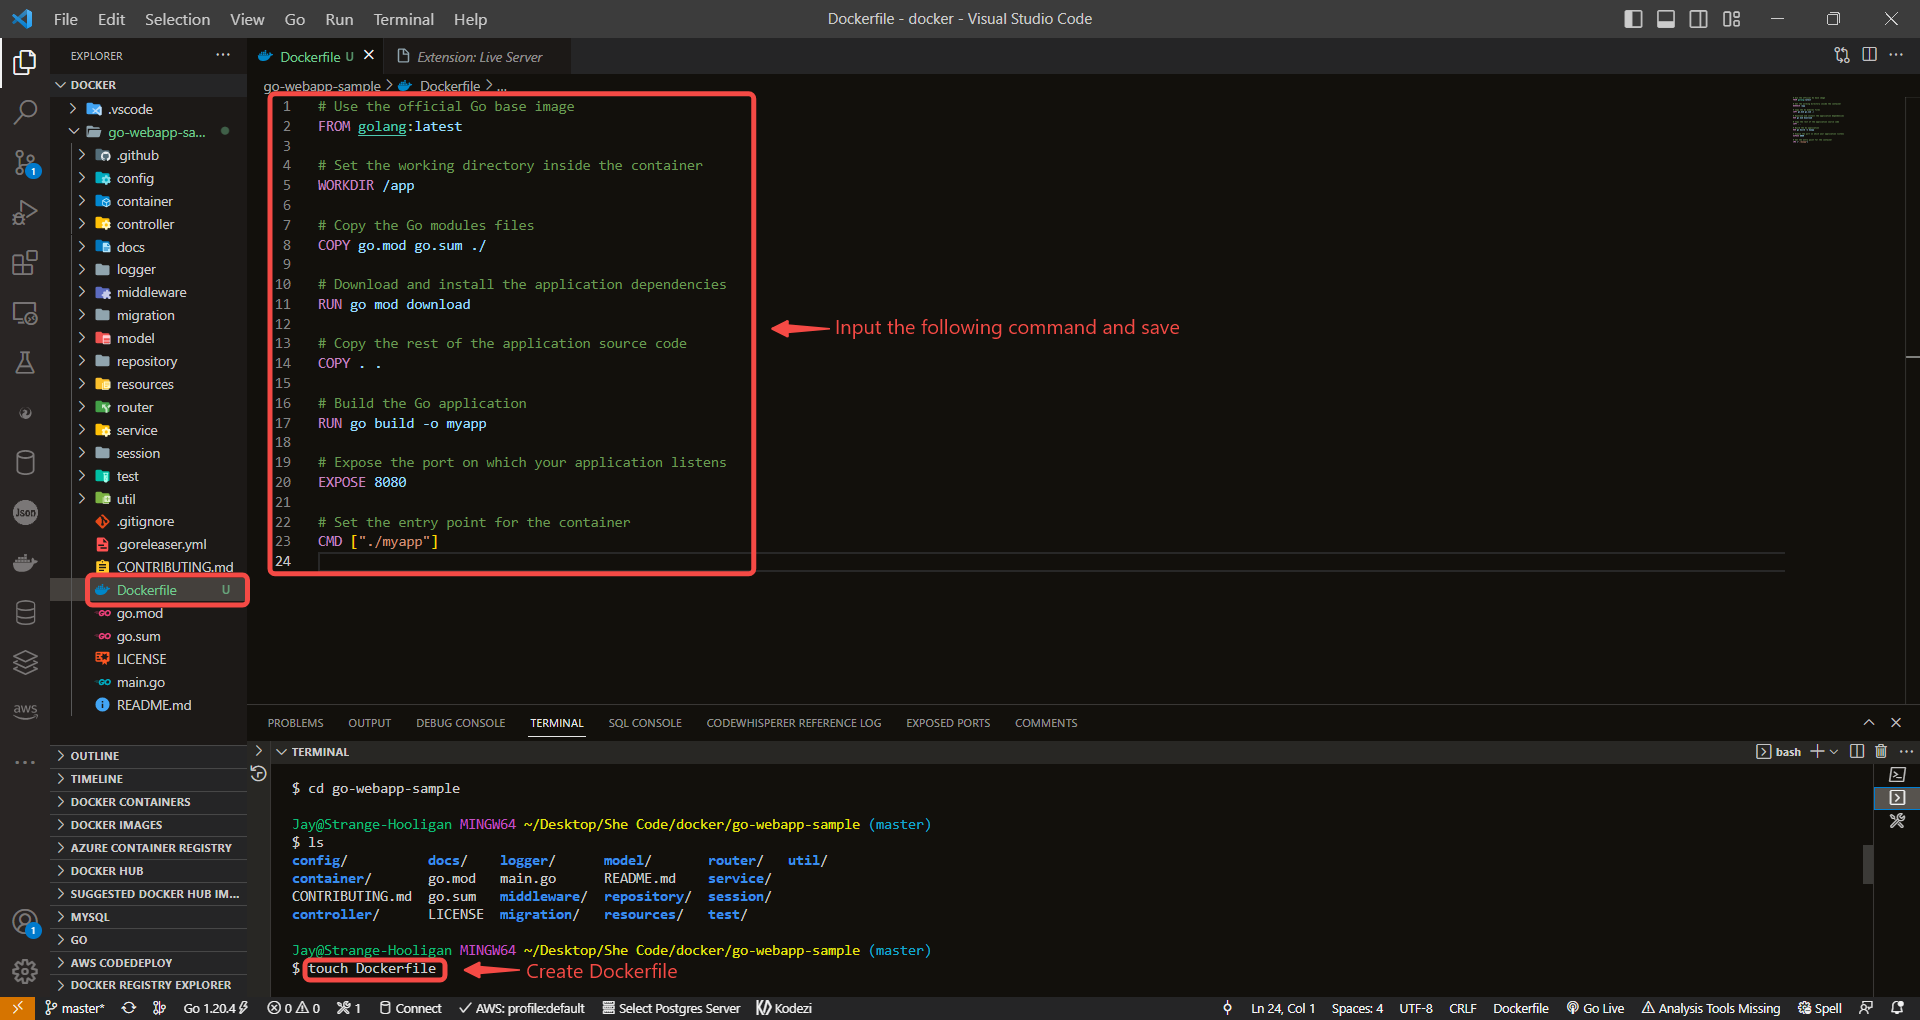 File Edit Selection View Go Run Terminal Help
Dockerfile - docker - Visual Studio Code
EXPLORER
DOCKER
.vscode
go-webapp-sa...
.github
config
container
controller
docs
logger
middleware
migration
model
repository
resources
router
service
session
test
util
.gitignore
.goreleaser.yml
CONTRIBUTING.md
Dockerfile U
go.mod
go.sum
LICENSE
main.go
README.md
OUTLINE
TIMELINE
DOCKER CONTAINERS
DOCKER IMAGES
AZURE CONTAINER REGISTRY
DOCKER HUB
SUGGESTED DOCKER HUB IM...
MYSQL
GO
AWS CODEDEPLOY
DOCKER REGISTRY EXPLORER
1
Json
aws
1
Dockerfile U
Extension: Live Server
go-webapp-sample > Dockerfile > ...
1 # Use the official Go base image
2 FROM golang:latest
3
4 # Set the working directory inside the container
5 WORKDIR /app
6
7 # Copy the Go modules files
8 COPY go.mod go.sum ./
9
10 # Download and install the application dependencies
11 RUN go mod download
12
13 # Copy the rest of the application source code
14 COPY . .
15
16 # Build the Go application
17 RUN go build -o myapp
18
19 # Expose the port on which your application listens
20 EXPOSE 8080
21
22 # Set the entry point for the container
23 CMD ["./myapp"]
24
Input the following command and save
PROBLEMS OUTPUT DEBUG CONSOLE TERMINAL SQL CONSOLE CODEWHISPERER REFERENCE LOG EXPOSED PORTS COMMENTS
TERMINAL
bash
$ cd go-webapp-sample
Jay@Strange-Hooligan MINGW64 ~/Desktop/She Code/docker/go-webapp-sample (master)
$ ls
config/ docs/ logger/ model/ router/ util/
container/ go.mod main.go README.md service/
CONTRIBUTING.md go.sum middleware/ repository/ session/
controller/ LICENSE migration/ resources/ test/
Jay@Strange-Hooligan MINGW64 ~/Desktop/She Code/docker/go-webapp-sample (master)
$ touch Dockerfile
Create Dockerfile
master* Go 1.20.4 0 0 1 Connect AWS: profile:default Select Postgres Server Kodezi Ln 24, Col 1 Spaces: 4 UTF-8 CRLF Dockerfile Go Live Analysis Tools Missing Spell